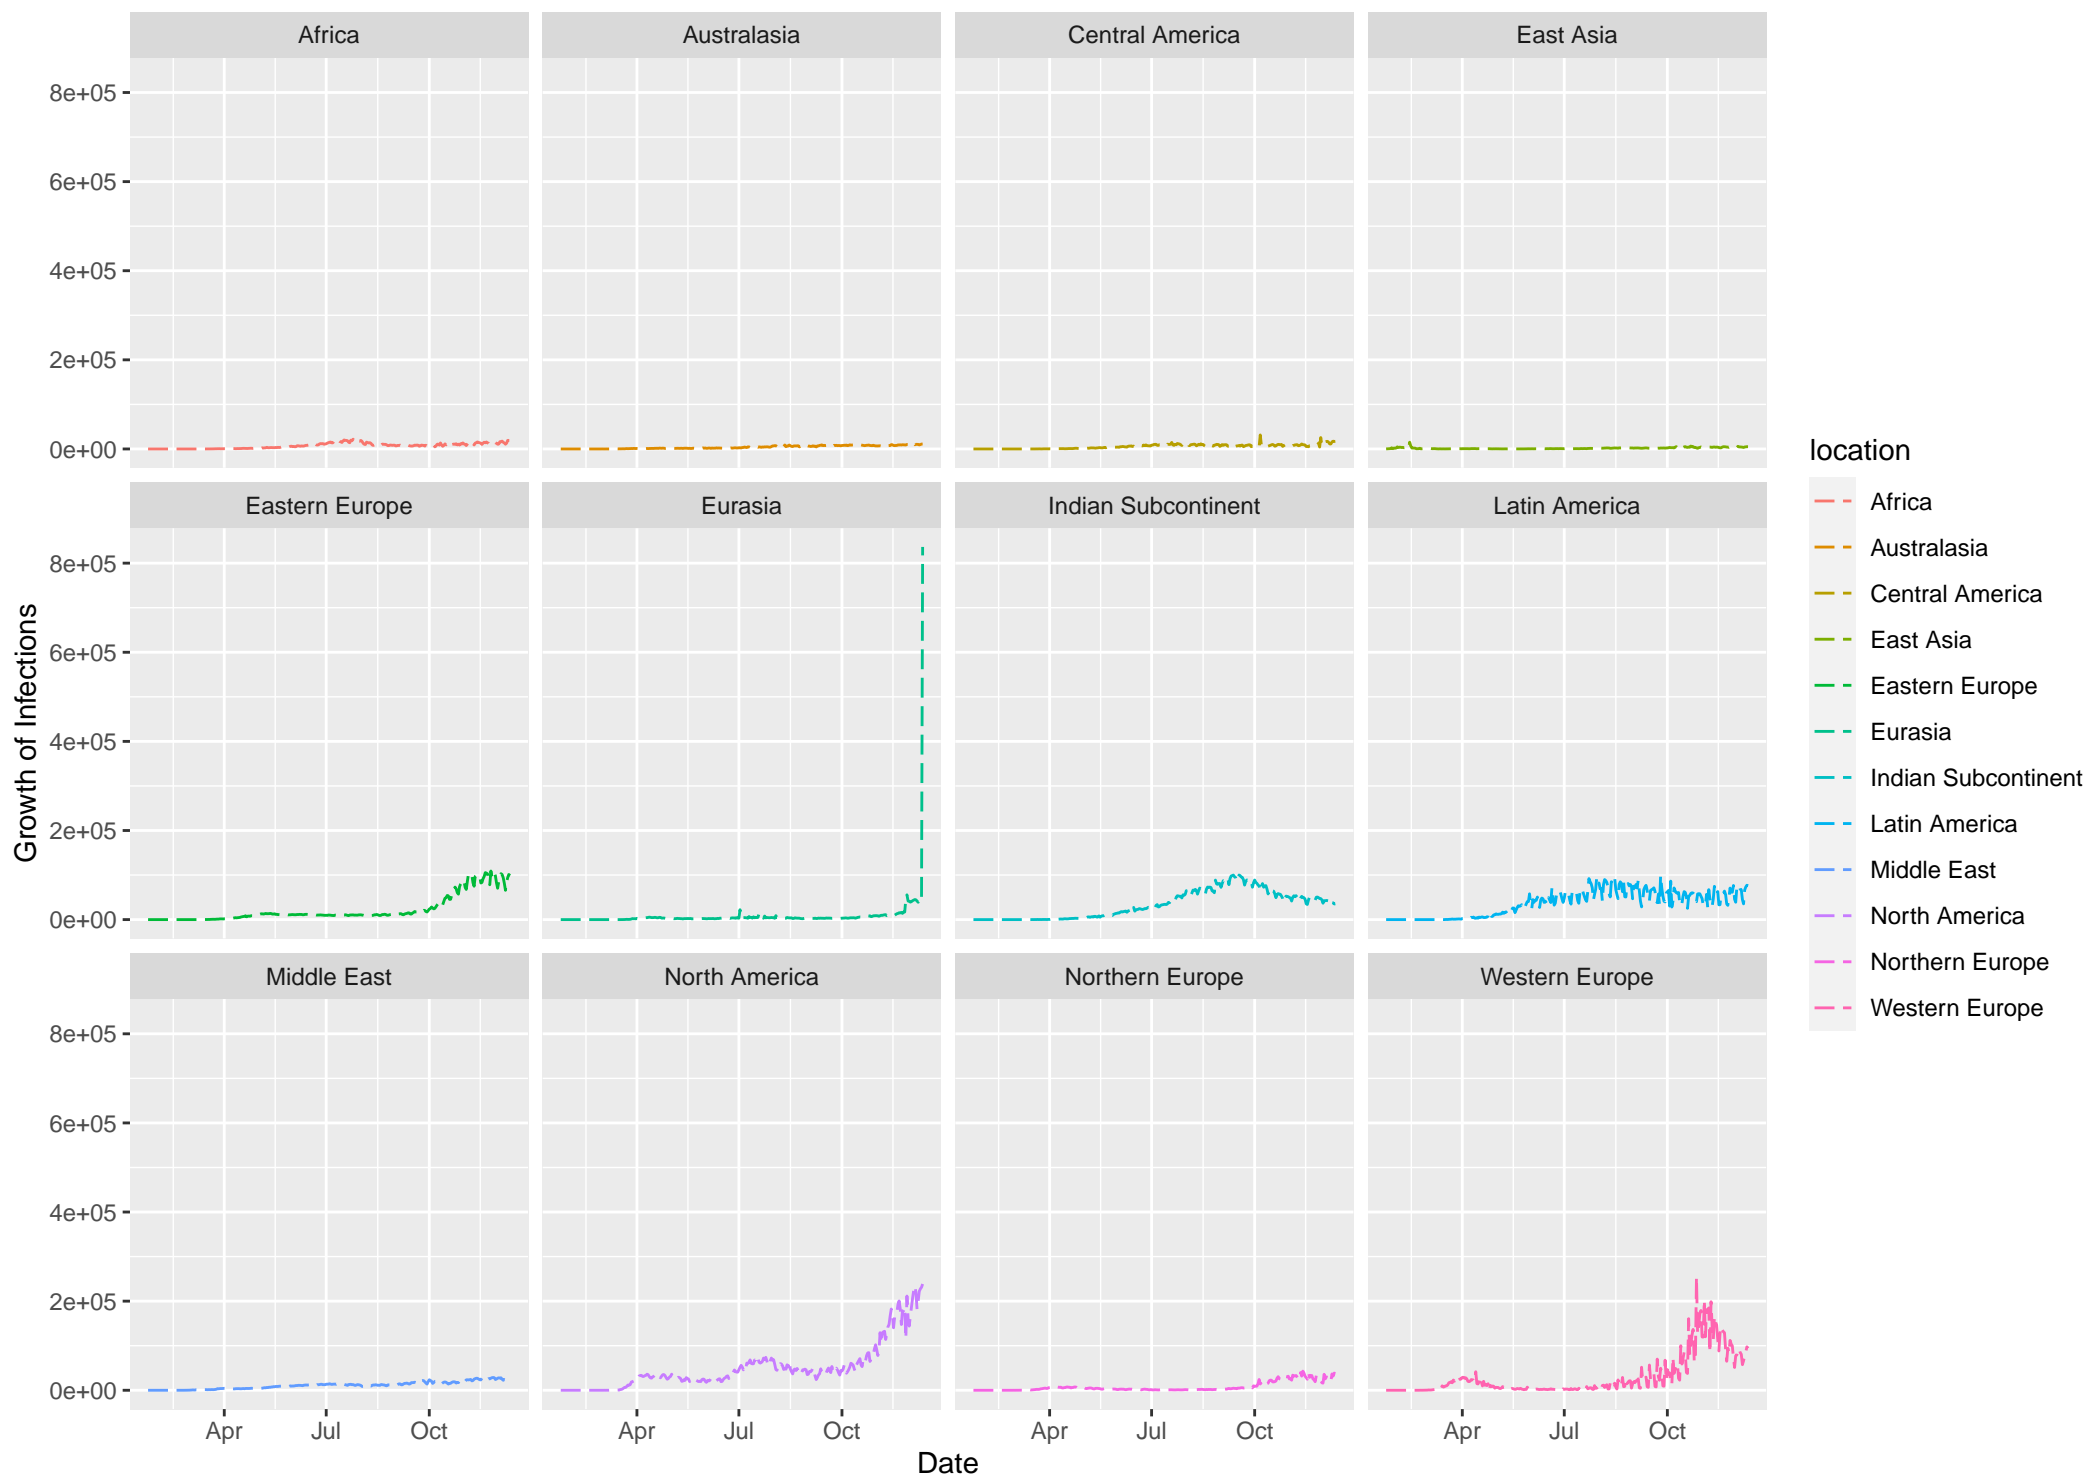 Africa
Australasia
Central America
East Asia
8e+05
6e+05
4e+05
2e+05
0e+00
Eastern Europe
Eurasia
Indian Subcontinent
Latin America
8e+05
6e+05
4e+05
2e+05
0e+00
Middle East
North America
Northern Europe
Western Europe
8e+05
6e+05
4e+05
2e+05
0e+00
Apr Jul Oct
Apr Jul Oct
Apr Jul Oct
Apr Jul Oct
Date
Growth of Infections
location
Africa
Australasia
Central America
East Asia
Eastern Europe
Eurasia
Indian Subcontinent
Latin America
Middle East
North America
Northern Europe
Western Europe